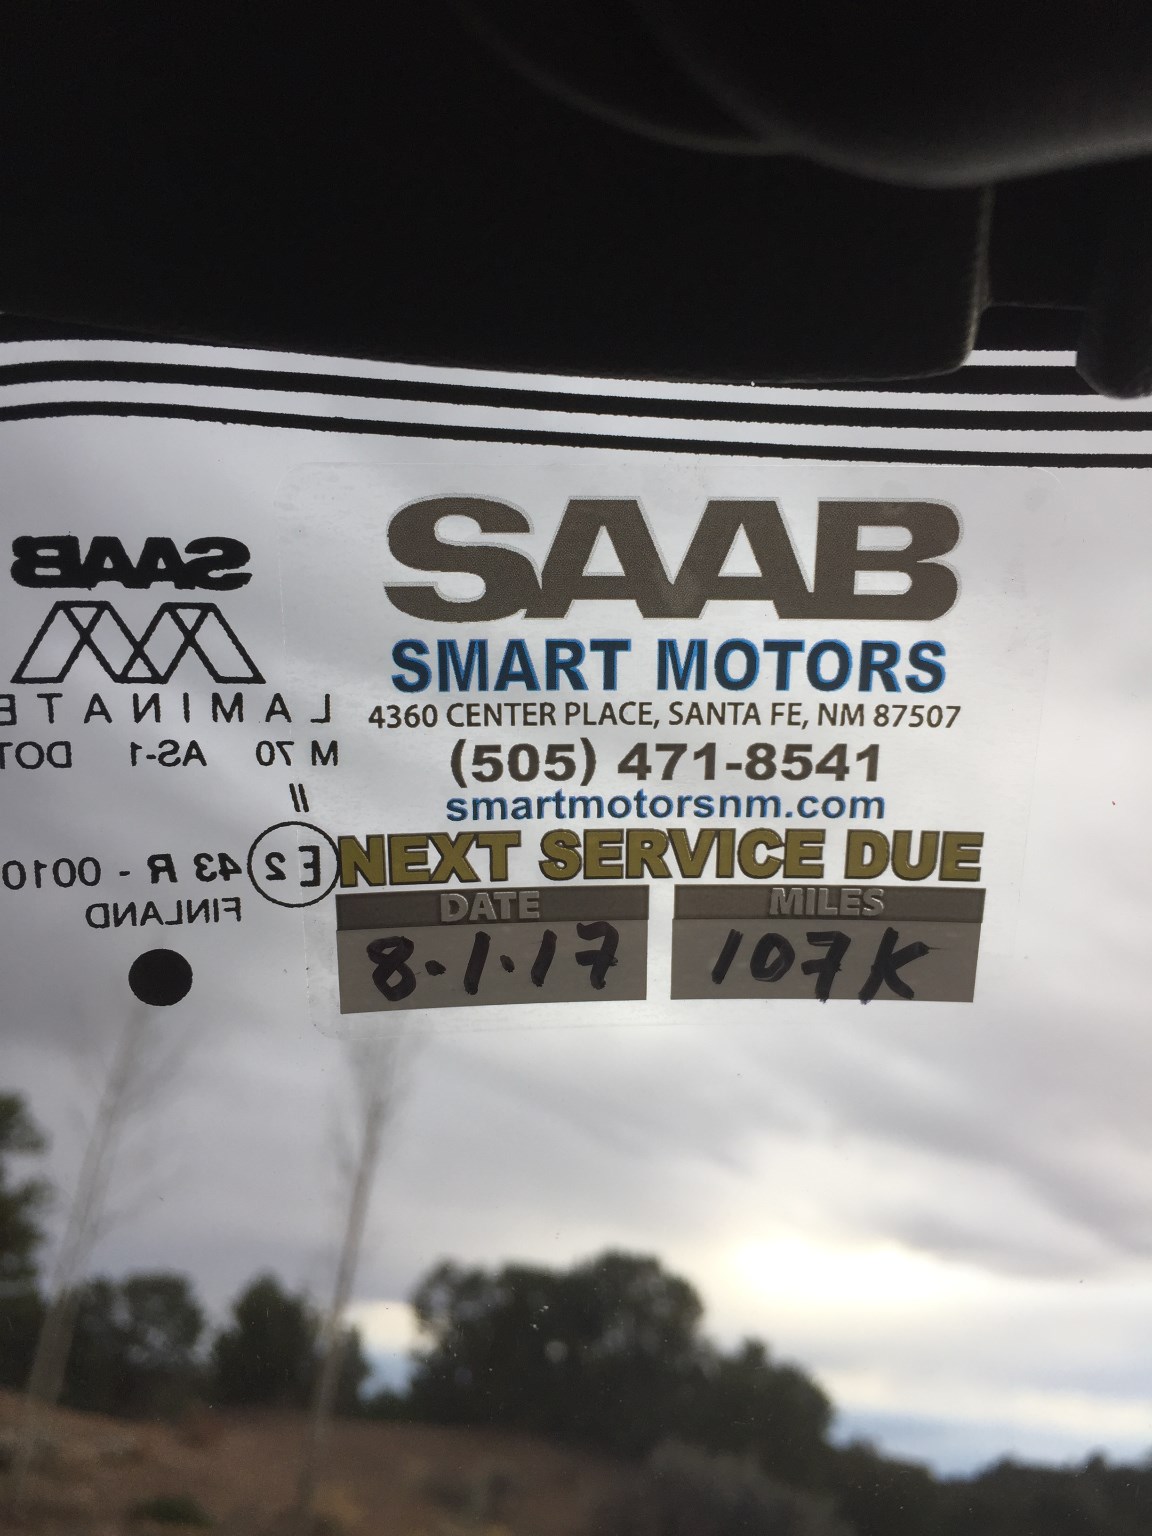 SAAB
SMART MOTORS
4360 CENTER PLACE, SANTA FE, NM 87507
(505) 471-8541
smartmotorsnm.com
NEXT SERVICE DUE
DATE MILES
8.1.17 107K
SAAB
LAMINATE
M 70 AS-1 DOT
II
E2 43 R - 0010
FINLAND